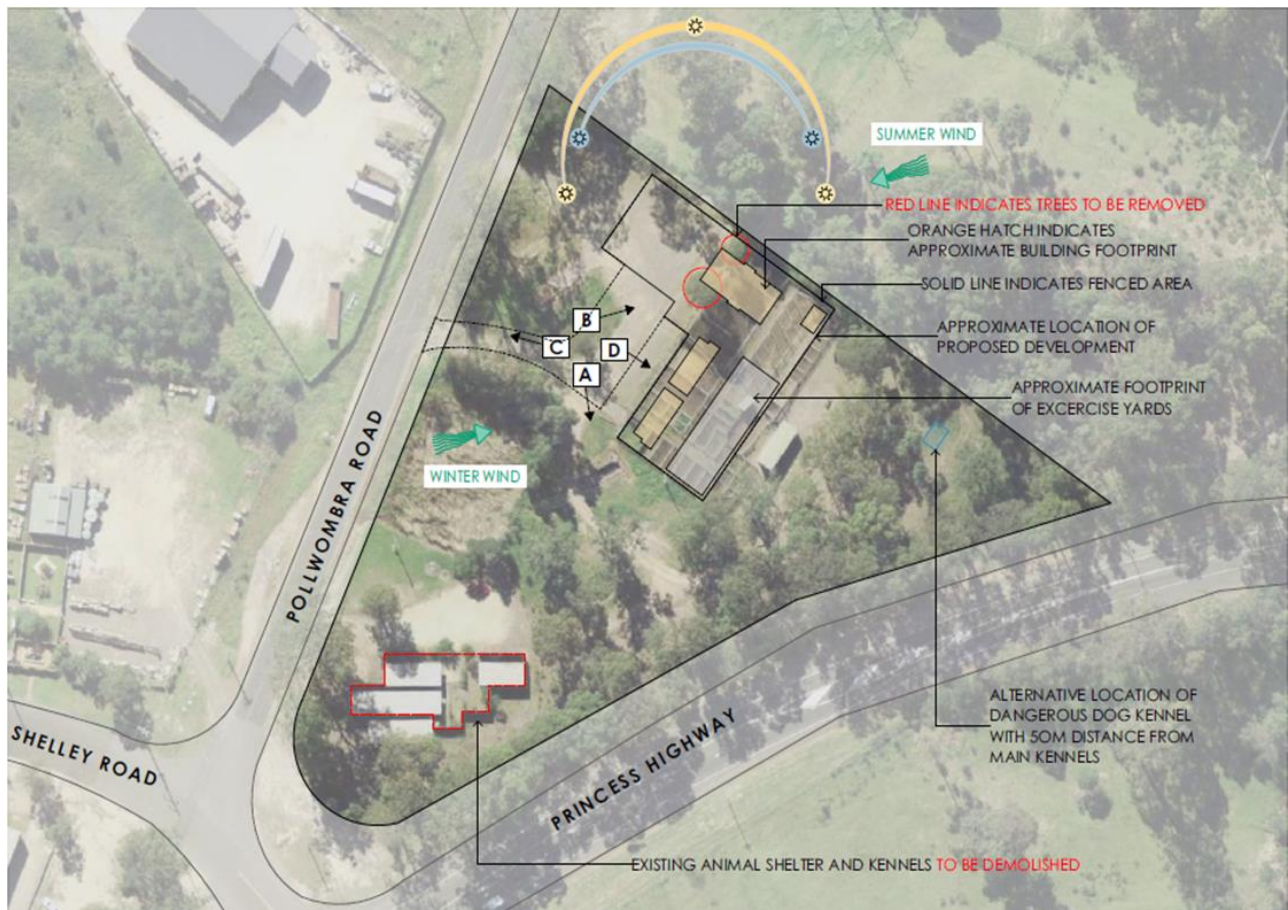 SUMMER WIND
RED LINE INDICATES TREES TO BE REMOVED
ORANGE HATCH INDICATES
APPROXIMATE BUILDING FOOTPRINT
SOLID LINE INDICATES FENCED AREA
APPROXIMATE LOCATION OF
PROPOSED DEVELOPMENT
APPROXIMATE FOOTPRINT
OF EXCERCISE YARDS
B
C
D
A
WINTER WIND
POLLWOMBRA ROAD
ALTERNATIVE LOCATION OF
DANGEROUS DOG KENNEL
WITH 50M DISTANCE FROM
MAIN KENNELS
SHELLEY ROAD
PRINCESS HIGHWAY
EXISTING ANIMAL SHELTER AND KENNELS TO BE DEMOLISHED